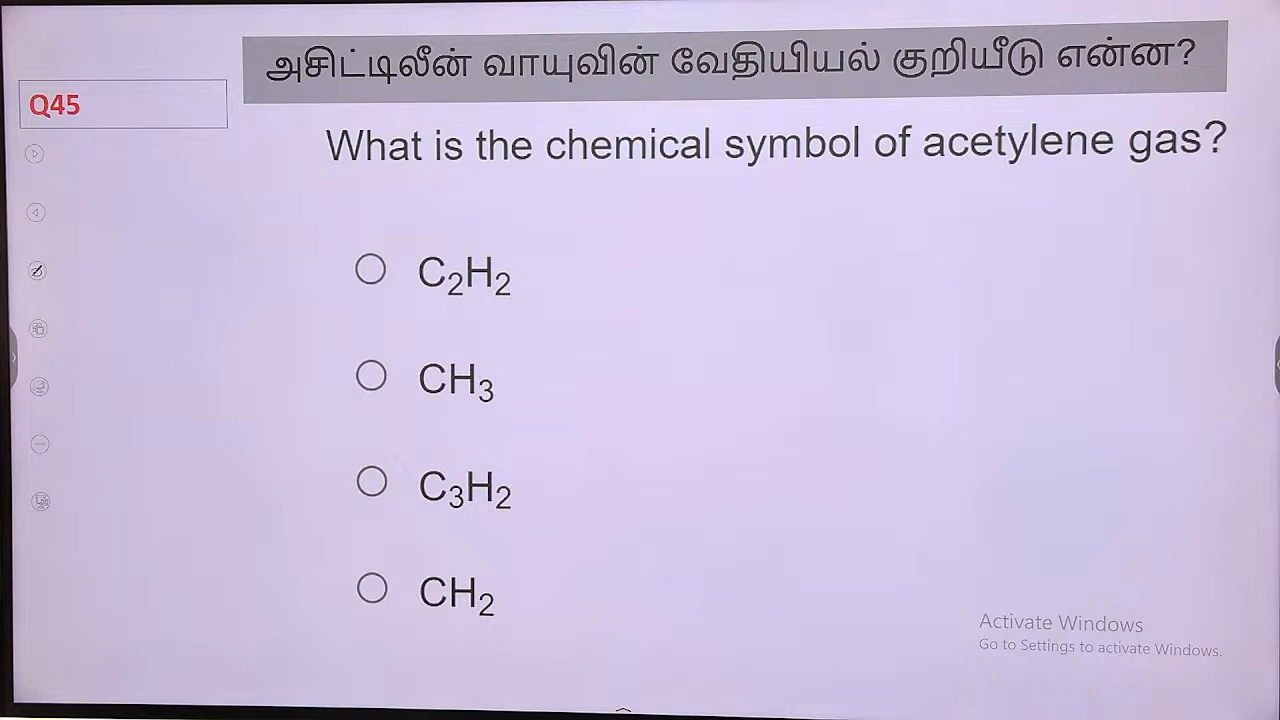 அசிட்டிலீன் வாயுவின் வேதியியல் குறியீடு என்ன?
Q45
What is the chemical symbol of acetylene gas?
C₂H₂
CH₃
C₃H₂
CH₂
Activate Windows
Go to Settings to activate Windows.